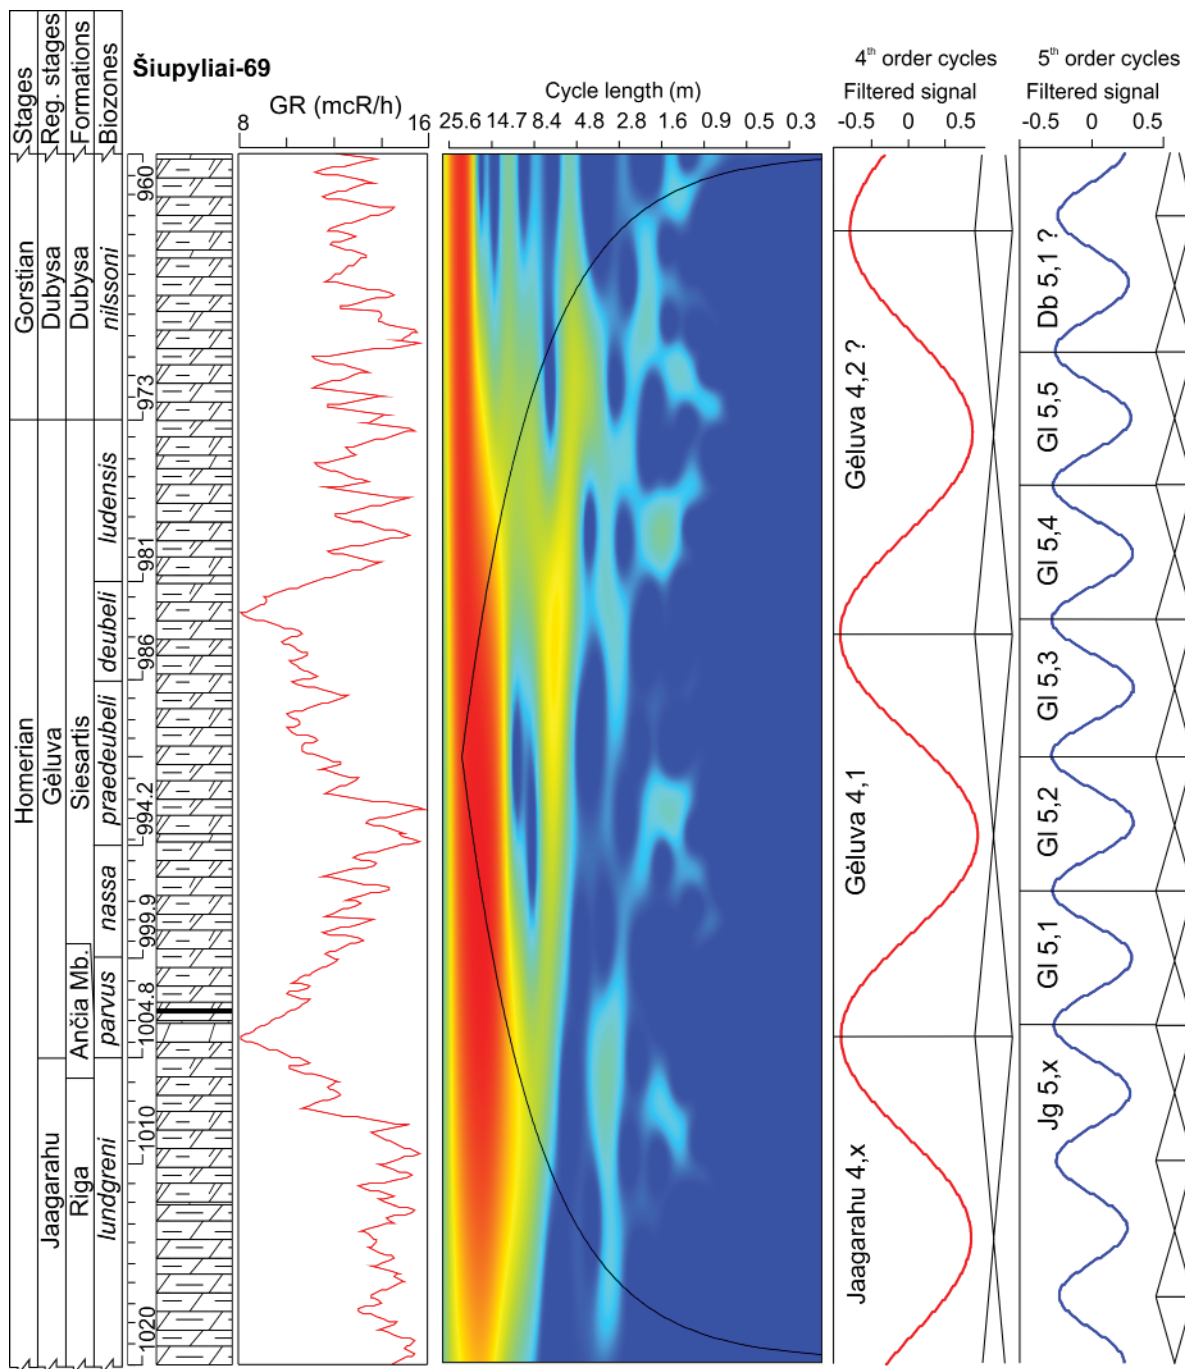 Stages
Reg. stages
Formations
Biozones
Šiupyliai-69
GR (mcR/h)
8 16
Cycle length (m)
25.6 14.7 8.4 4.8 2.8 1.6 0.9 0.5 0.3
4th order cycles
Filtered signal
-0.5 0 0.5
5th order cycles
Filtered signal
-0.5 0 0.5
Gorstian
Homerian
Dubysa
Gėluva
Jaagarahu
Dubysa
Siesartis
Ančia Mb.
Riga
nilssoni
ludensis
deubeli
praedeubeli
nassa
parvus
lundgreni
960
973
981
986
994.2
999.9
1004.8
1010
1020
Gėluva 4,2 ?
Gėluva 4,1
Jaagarahu 4,x
Db 5,1 ?
Gl 5,5
Gl 5,4
Gl 5,3
Gl 5,2
Gl 5,1
Jg 5,x